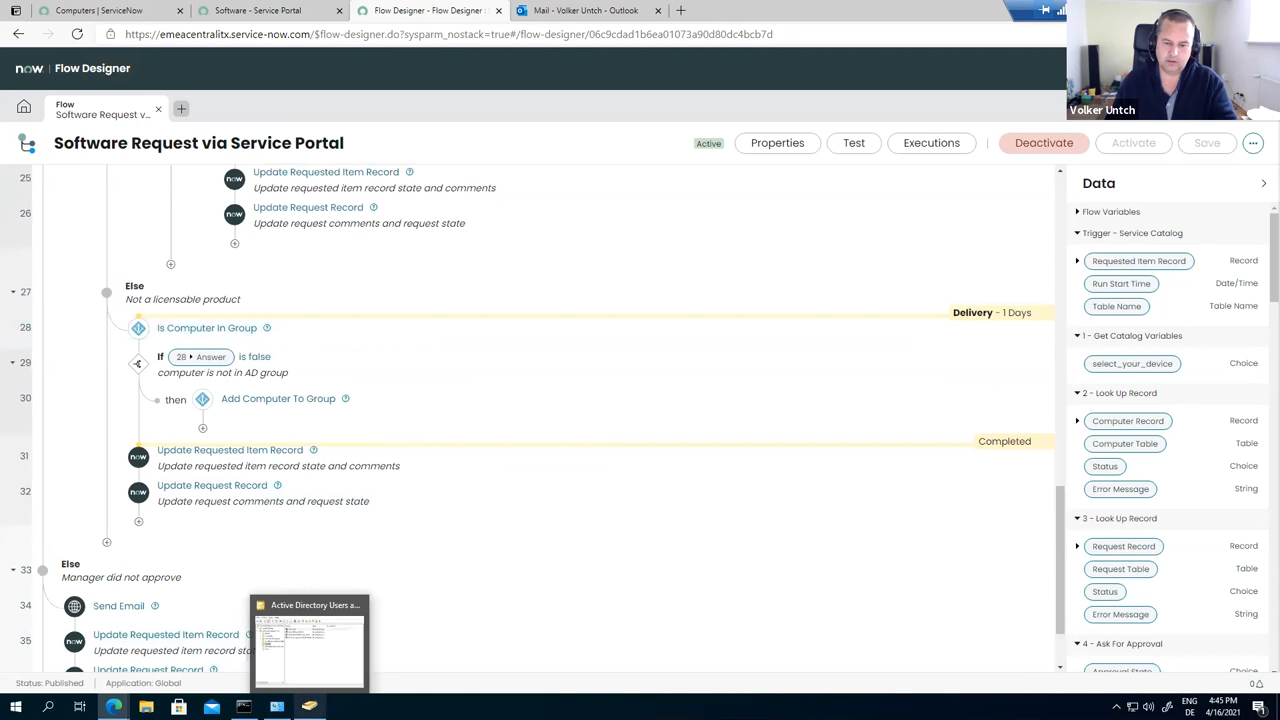 Computers | ServiceNow
Software - Service Portal
Flow Designer - Flow Designer S
Mail - Volker Untch - Outlook
https://emeacentralitx.service-now.com/$flow-designer.do?sysparm_nostack=true#/flow-designer/06c9cdad1b6ea01073a90d80dc4bcb7d
now Flow Designer
Volker Untch
Flow
Software Request v...
Software Request via Service Portal
Active
Properties
Test
Executions
Deactivate
Activate
Save
25
Update Requested Item Record
Update requested item record state and comments
26
Update Request Record
Update request comments and request state
27
Else
Not a licensable product
Delivery - 1 Days
28
Is Computer In Group
29
If 28 Answer is false
computer is not in AD group
30
then Add Computer To Group
Completed
31
Update Requested Item Record
Update requested item record state and comments
32
Update Request Record
Update request comments and request state
33
Else
Manager did not approve
34
Send Email
35
Update Requested Item Record
Update requested item record sta
Update Request Record
Active Directory Users a...
Data
Flow Variables
Trigger - Service Catalog
Requested Item Record Record
Run Start Time Date/Time
Table Name Table Name
1 - Get Catalog Variables
select_your_device Choice
2 - Look Up Record
Computer Record Record
Computer Table Table
Status Choice
Error Message String
3 - Look Up Record
Request Record Record
Request Table Table
Status Choice
Error Message String
4 - Ask For Approval
Approval State Choice
Status: Published
Application: Global
0
ENG
DE
4:45 PM
4/16/2021
1